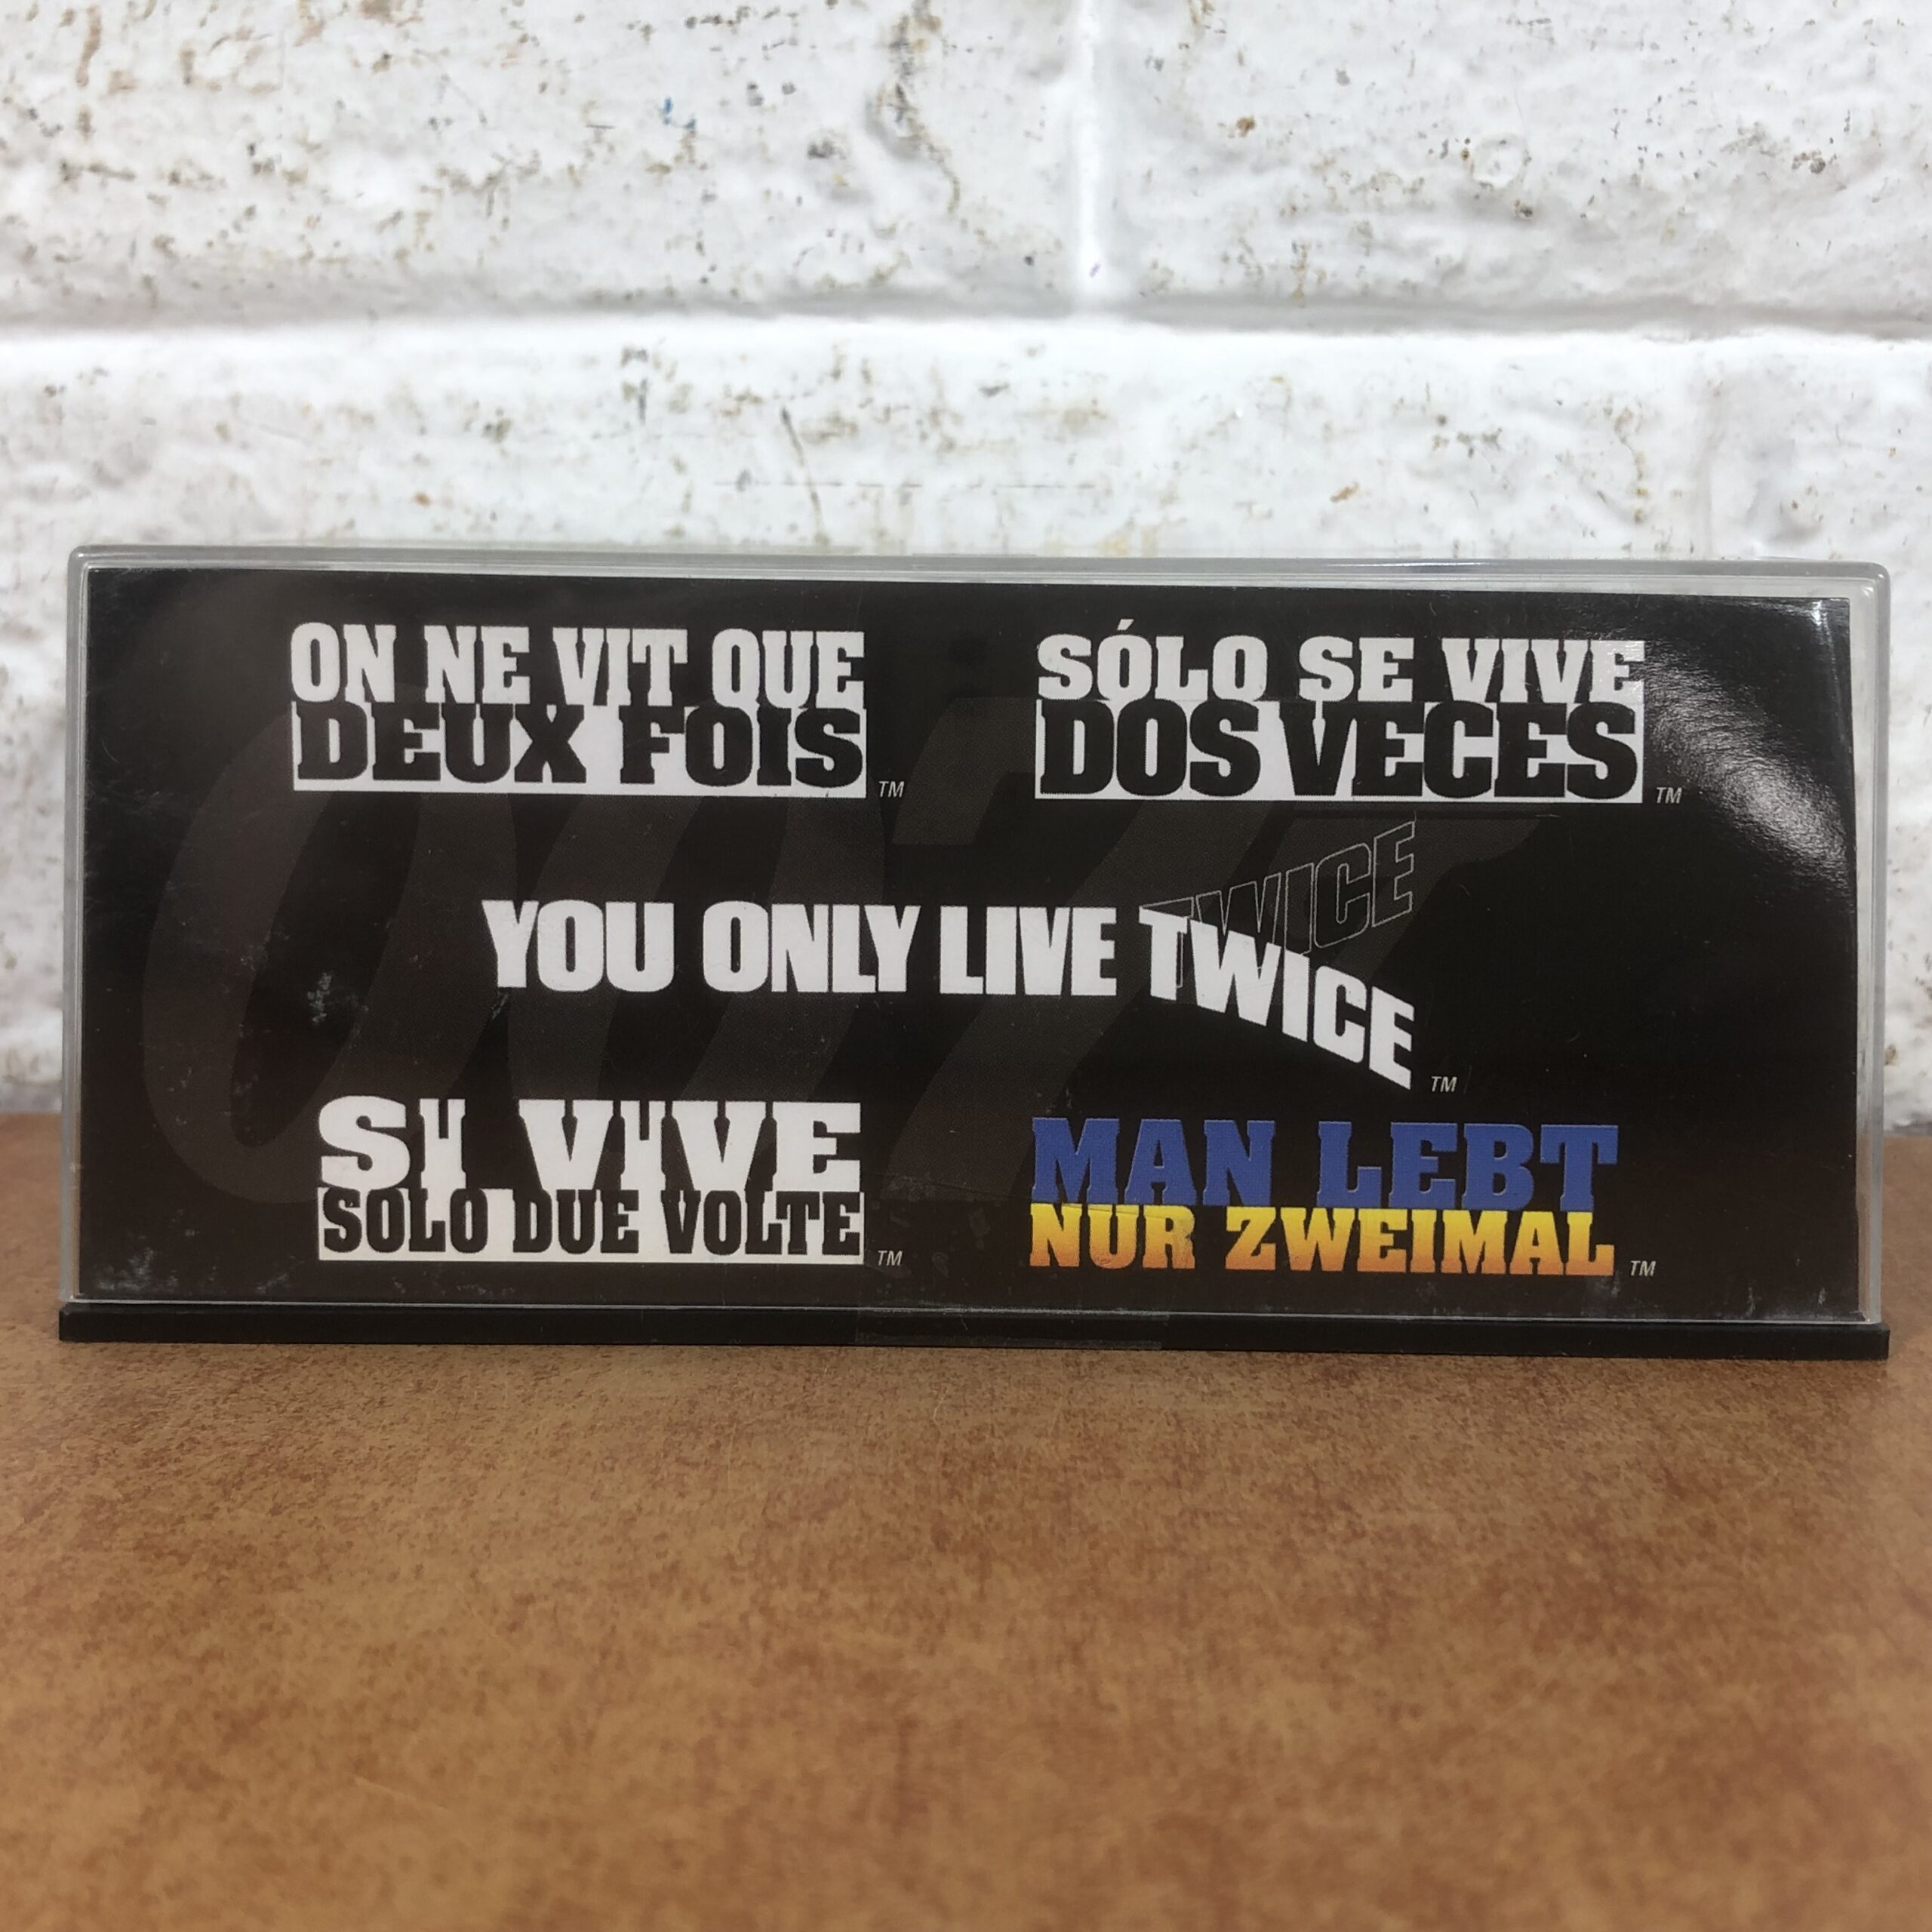 ON NE VIT QUE
DEUX FOIS ™
SÓLO SE VIVE
DOS VECES ™
007
TWICE
YOU ONLY LIVE TWICE ™
SI VIVE
SOLO DUE VOLTE ™
MAN LEBT
NUR ZWEIMAL ™